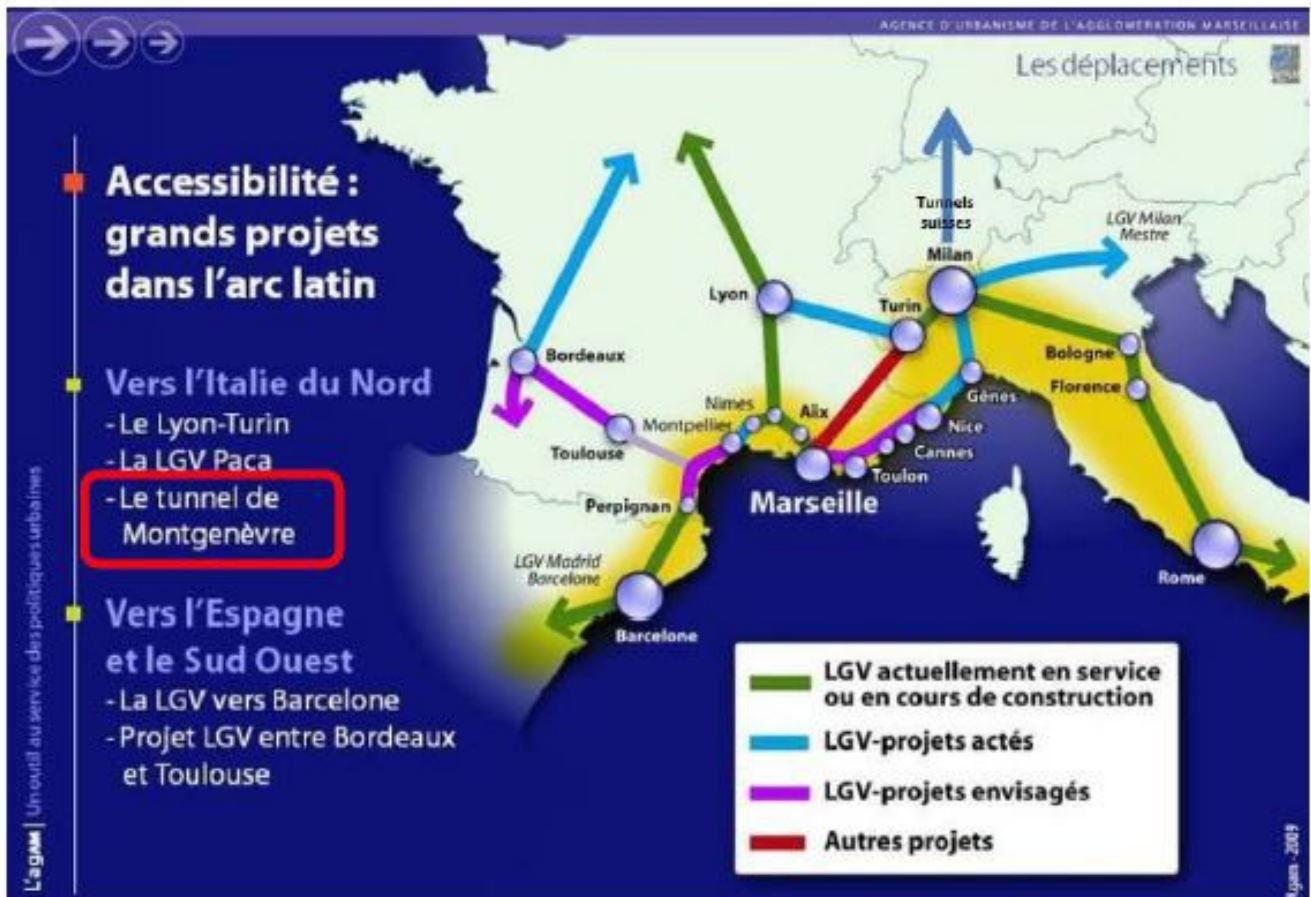 AGENCE D'URBANISME DE L'AGGLOMÉRATION MARSEILLAISE
Les déplacements
Accessibilité :
grands projets
dans l'arc latin
Vers l'Italie du Nord
- Le Lyon-Turin
- La LGV Paca
- Le tunnel de
Montgenèvre
Vers l'Espagne
et le Sud Ouest
- La LGV vers Barcelone
- Projet LGV entre Bordeaux
et Toulouse
L'agAM | Un outil au service des politiques urbaines
Tunnels
suisses
LGV Milan
Mestre
Milan
Lyon
Turin
Bordeaux
Bologne
Florence
Gênes
Nimes
Aix
Montpellier
Nice
Toulouse
Cannes
Toulon
Perpignan
Marseille
LGV Madrid
Barcelone
Rome
Barcelone
LGV actuellement en service
ou en cours de construction
LGV-projets actés
LGV-projets envisagés
Autres projets
Agam - 2009